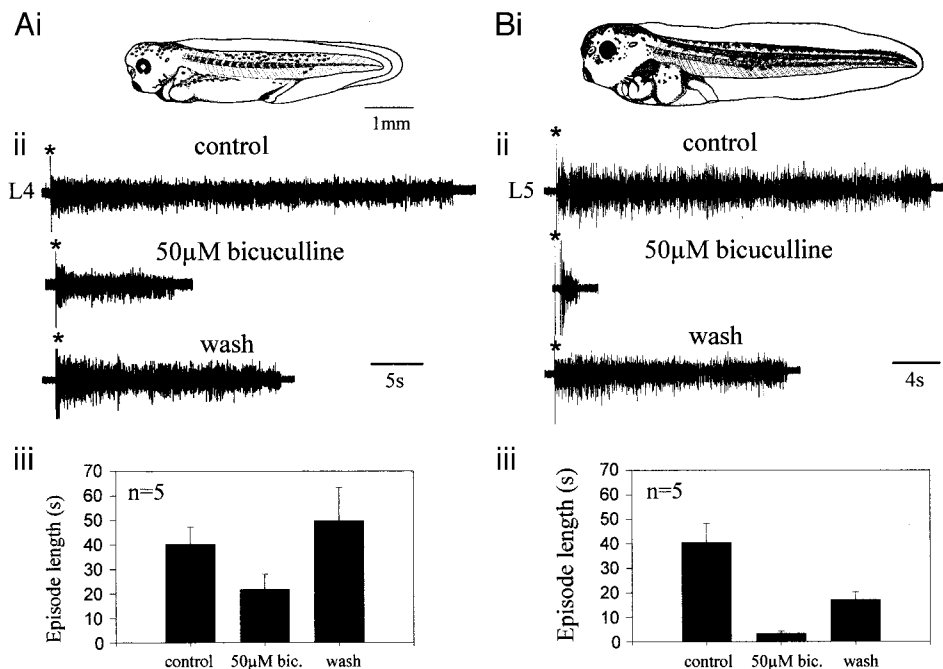 Ai
1mm
ii
*
control
L4
*
50µM bicuculline
*
wash
5s
iii
Episode length (s)
70
60
50
40
30
20
10
0
n=5
control
50µM bic.
wash
Bi
ii
*
control
L5
*
50µM bicuculline
*
wash
4s
iii
Episode length (s)
70
60
50
40
30
20
10
0
n=5
control
50µM bic.
wash